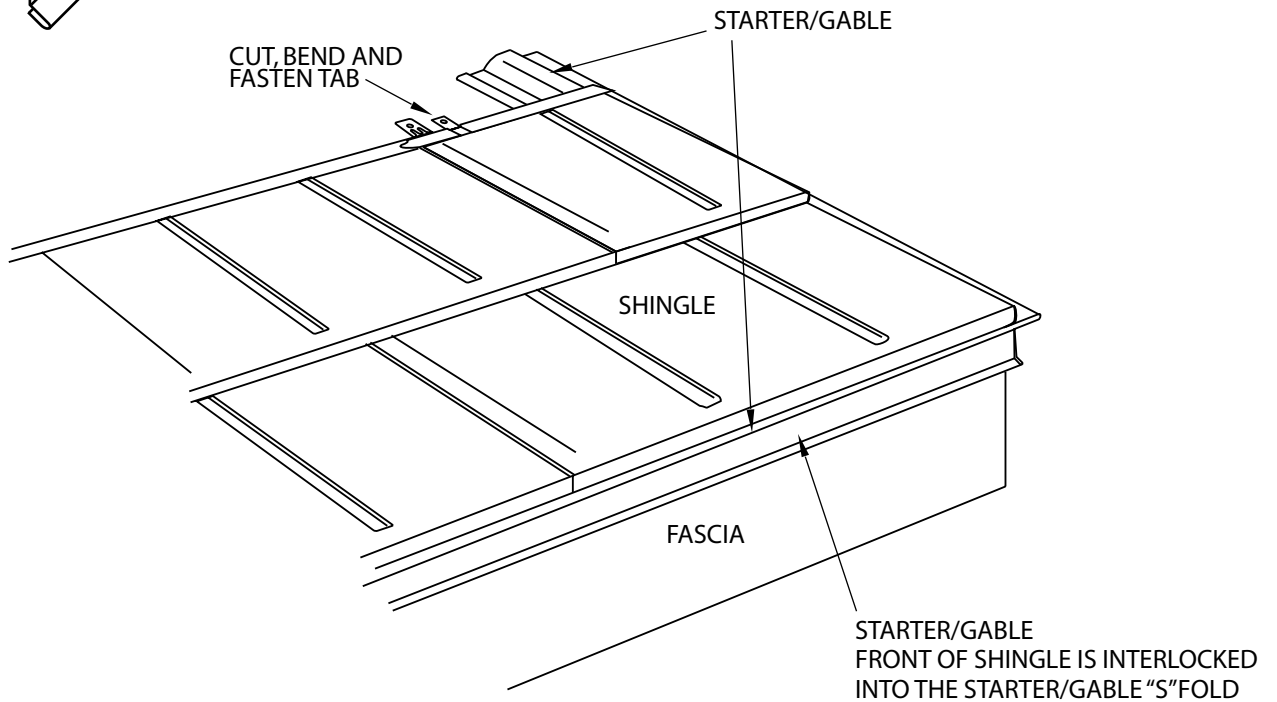 STARTER/GABLE
CUT, BEND AND
FASTEN TAB
SHINGLE
FASCIA
STARTER/GABLE
FRONT OF SHINGLE IS INTERLOCKED
INTO THE STARTER/GABLE “S”FOLD